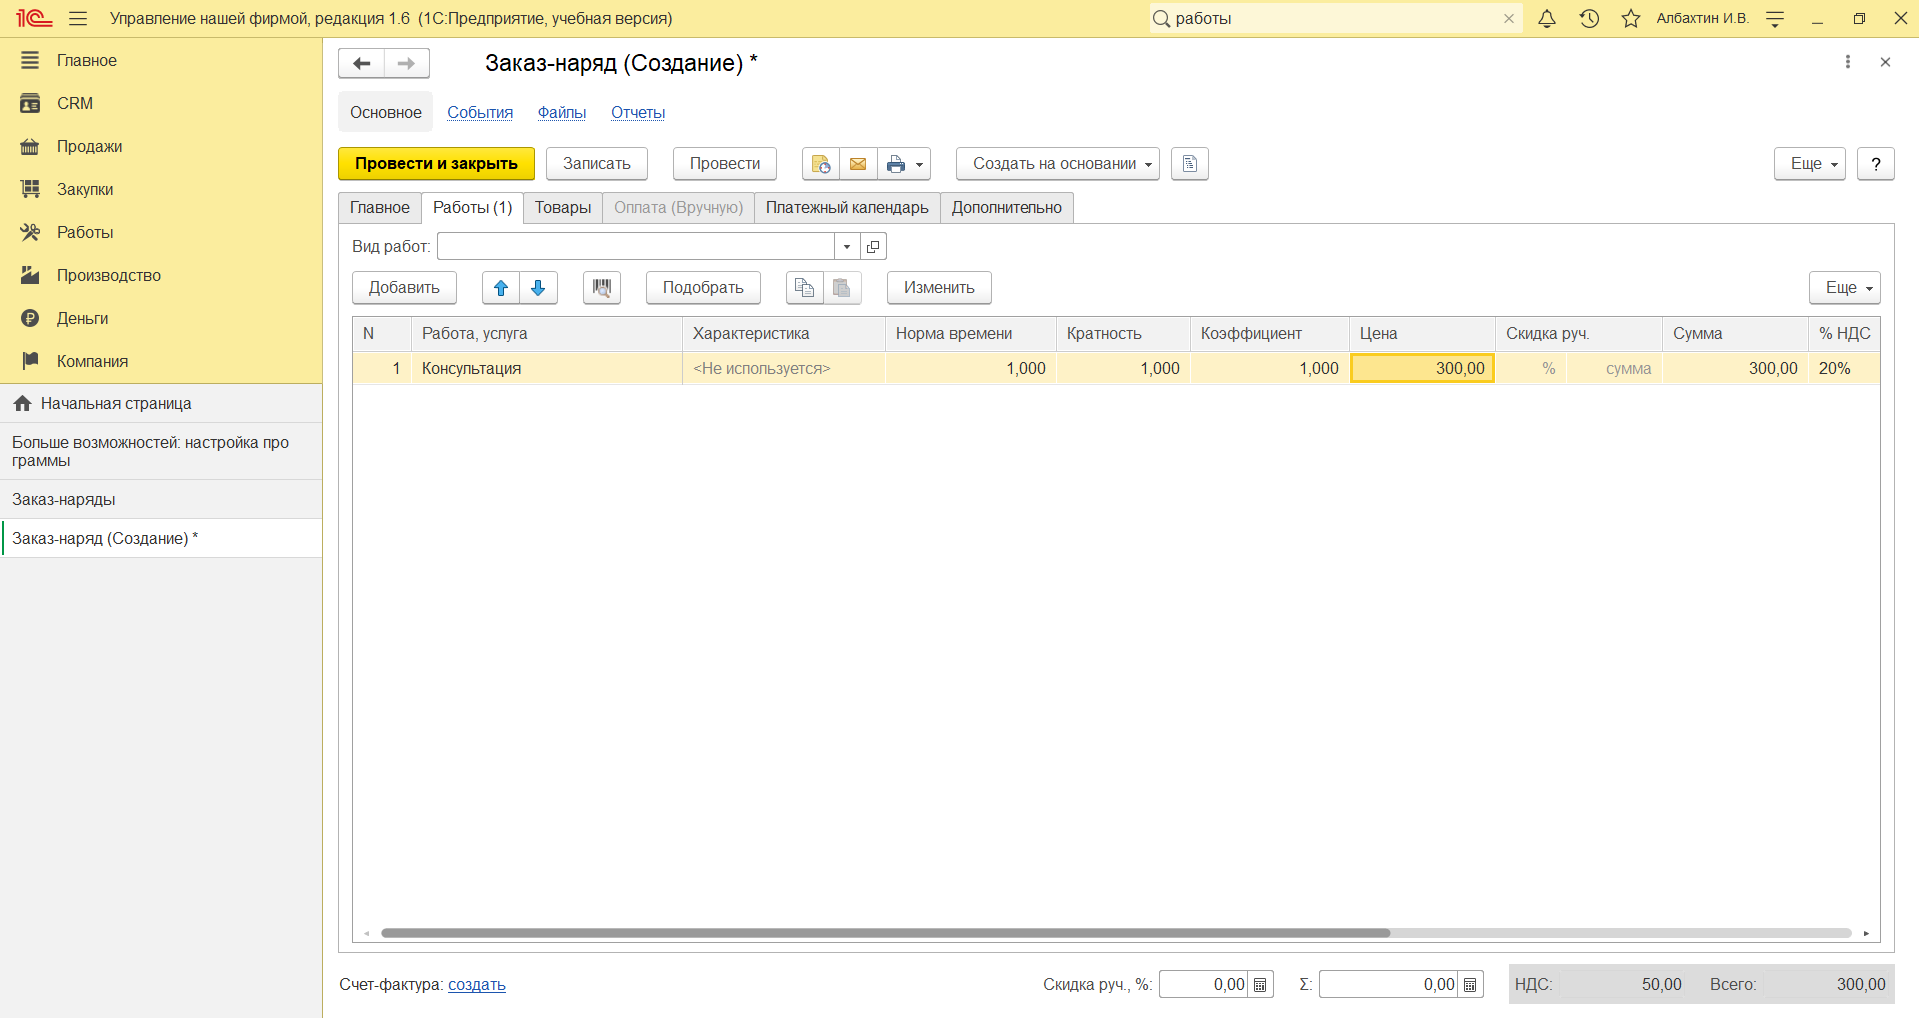 1С Управление нашей фирмой, редакция 1.6 (1С:Предприятие, учебная версия)
работы
Албахтин И.В.
Главное
CRM
Продажи
Закупки
Работы
Производство
Деньги
Компания
Начальная страница
Больше возможностей: настройка про
граммы
Заказ-наряды
Заказ-наряд (Создание) *
Заказ-наряд (Создание) *
Основное События Файлы Отчеты
Провести и закрыть Записать Провести Создать на основании Еще ?
Главное Работы (1) Товары Оплата (Вручную) Платежный календарь Дополнительно
Вид работ:
Добавить Подобрать Изменить Еще
N Работа, услуга Характеристика Норма времени Кратность Коэффициент Цена Скидка руч. Сумма % НДС
1 Консультация <Не используется> 1,000 1,000 1,000 300,00 % сумма 300,00 20%
Счет-фактура: создать Скидка руч., %: 0,00 Σ: 0,00 НДС: 50,00 Всего: 300,00